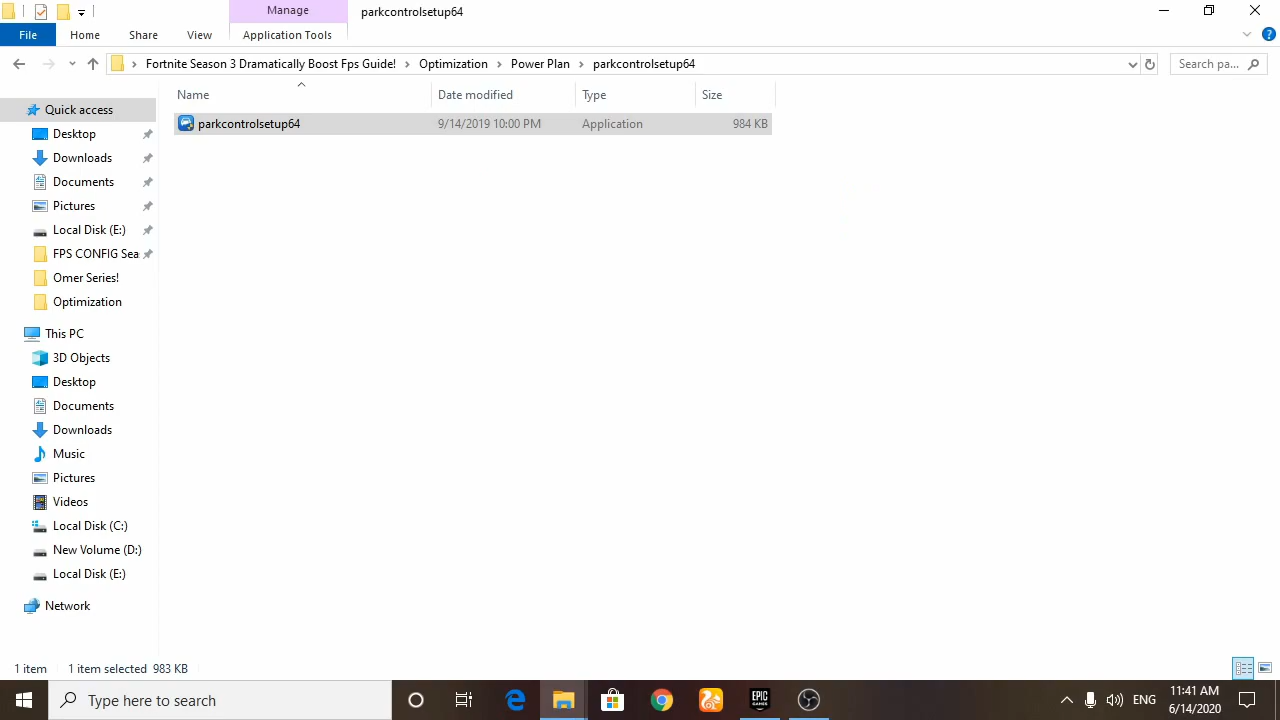 Manage
parkcontrolsetup64
File
Home
Share
View
Application Tools
Fortnite Season 3 Dramatically Boost Fps Guide!
Optimization
Power Plan
parkcontrolsetup64
Search pa...
Name
Date modified
Type
Size
parkcontrolsetup64
9/14/2019 10:00 PM
Application
984 KB
Quick access
Desktop
Downloads
Documents
Pictures
Local Disk (E:)
FPS CONFIG Sea
Omer Series!
Optimization
This PC
3D Objects
Desktop
Documents
Downloads
Music
Pictures
Videos
Local Disk (C:)
New Volume (D:)
Local Disk (E:)
Network
1 item
1 item selected 983 KB
Type here to search
EPIC
GAMES
ENG
11:41 AM
6/14/2020